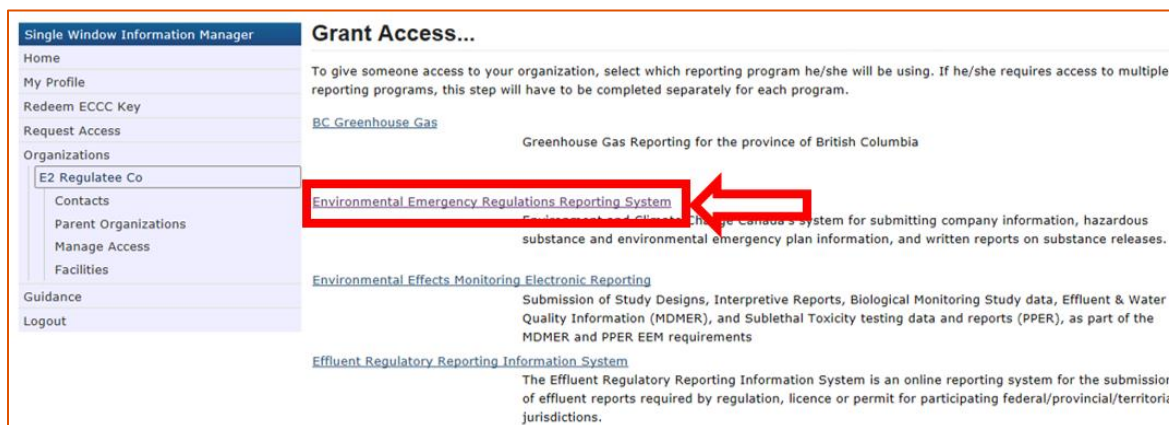 Single Window Information Manager
Home
My Profile
Redeem ECCC Key
Request Access
Organizations
E2 Regulatee Co
Contacts
Parent Organizations
Manage Access
Facilities
Guidance
Logout
Grant Access...
To give someone access to your organization, select which reporting program he/she will be using. If he/she requires access to multiple
reporting programs, this step will have to be completed separately for each program.
BC Greenhouse Gas
Greenhouse Gas Reporting for the province of British Columbia
Environmental Emergency Regulations Reporting System
Environment and Climate Change Canada's system for submitting company information, hazardous
substance and environmental emergency plan information, and written reports on substance releases.
Environmental Effects Monitoring Electronic Reporting
Submission of Study Designs, Interpretive Reports, Biological Monitoring Study data, Effluent & Water
Quality Information (MDMER), and Sublethal Toxicity testing data and reports (PPER), as part of the
MDMER and PPER EEM requirements
Effluent Regulatory Reporting Information System
The Effluent Regulatory Reporting Information System is an online reporting system for the submission
of effluent reports required by regulation, licence or permit for participating federal/provincial/territoria
jurisdictions.